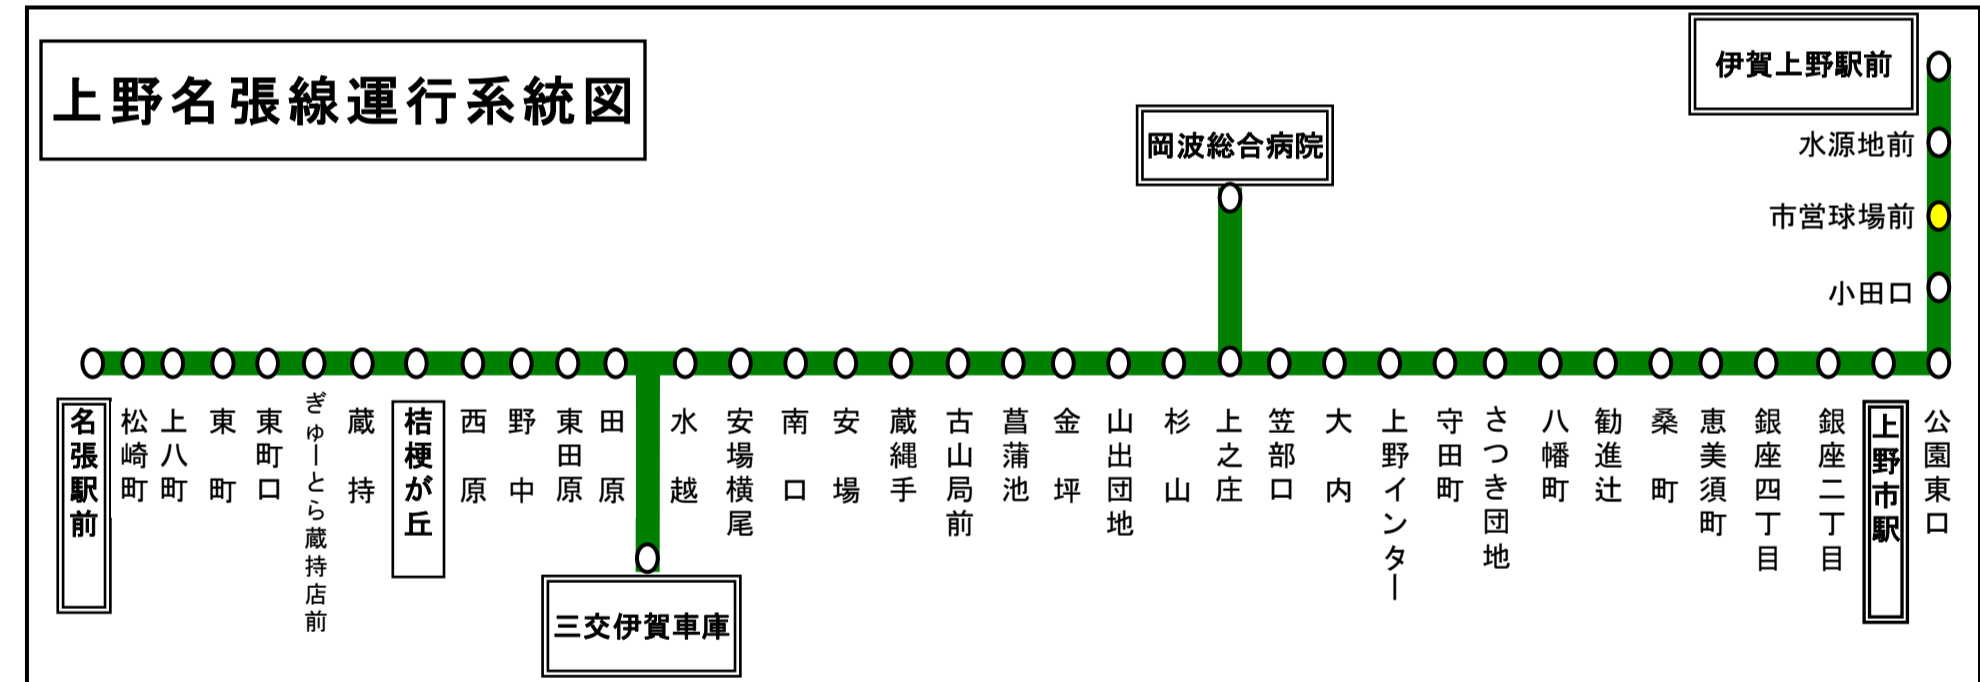 上野名張線運行系統図
伊賀上野駅前
岡波総合病院
水源地前
市営球場前
小田口
名張駅前
松崎町
上八町
東町
東町口
ぎゅーとら蔵持店前
蔵持
桔梗が丘
西原
野中
東田原
田原
水越
安場横尾
南口
安場
蔵縄手
古山局前
菖蒲池
金坪
山出団地
杉山
上之庄
笠部口
大内
上野インター
守田町
さつき団地
八幡町
勧進辻
桑町
恵美須町
銀座四丁目
銀座二丁目
上野市駅
公園東口
三交伊賀車庫